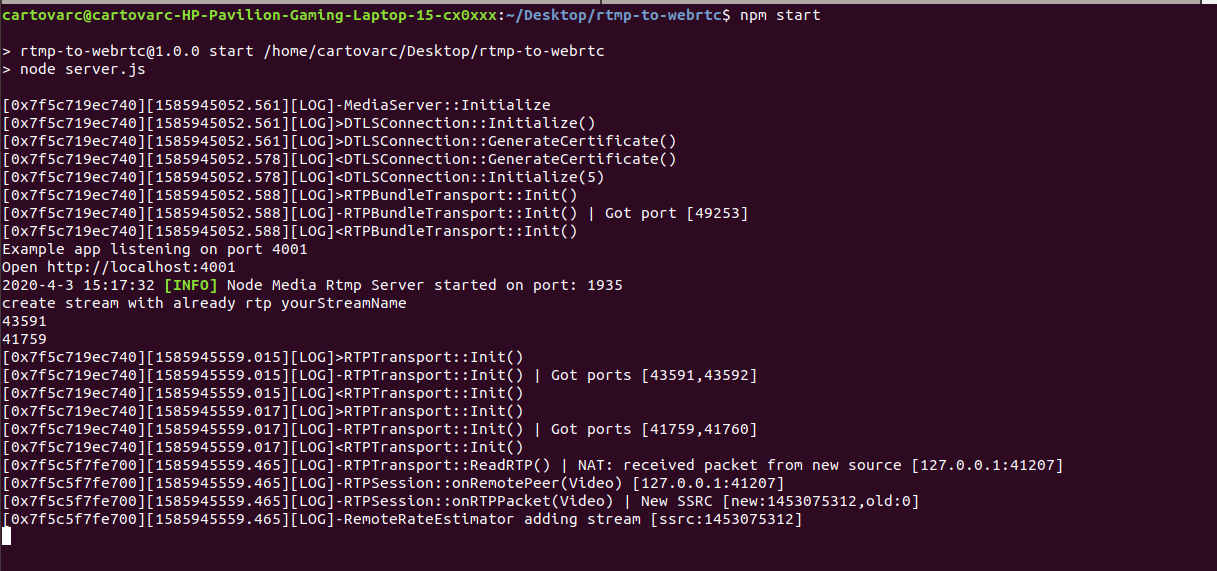 cartovarc@cartovarc-HP-Pavilion-Gaming-Laptop-15-cx0xxx:~/Desktop/rtmp-to-webrtc$ npm start
> rtmp-to-webrtc@1.0.0 start /home/cartovarc/Desktop/rtmp-to-webrtc
> node server.js
[0x7f5c719ec740][1585945052.561][LOG]-MediaServer::Initialize
[0x7f5c719ec740][1585945052.561][LOG]>DTLSConnection::Initialize()
[0x7f5c719ec740][1585945052.561][LOG]>DTLSConnection::GenerateCertificate()
[0x7f5c719ec740][1585945052.578][LOG]<DTLSConnection::GenerateCertificate()
[0x7f5c719ec740][1585945052.578][LOG]<DTLSConnection::Initialize(5)
[0x7f5c719ec740][1585945052.588][LOG]>RTPBundleTransport::Init()
[0x7f5c719ec740][1585945052.588][LOG]-RTPBundleTransport::Init() | Got port [49253]
[0x7f5c719ec740][1585945052.588][LOG]<RTPBundleTransport::Init()
Example app listening on port 4001
Open http://localhost:4001
2020-4-3 15:17:32 [INFO] Node Media Rtmp Server started on port: 1935
create stream with already rtp yourStreamName
43591
41759
[0x7f5c719ec740][1585945559.015][LOG]>RTPTransport::Init()
[0x7f5c719ec740][1585945559.015][LOG]-RTPTransport::Init() | Got ports [43591,43592]
[0x7f5c719ec740][1585945559.015][LOG]<RTPTransport::Init()
[0x7f5c719ec740][1585945559.017][LOG]>RTPTransport::Init()
[0x7f5c719ec740][1585945559.017][LOG]-RTPTransport::Init() | Got ports [41759,41760]
[0x7f5c719ec740][1585945559.017][LOG]<RTPTransport::Init()
[0x7f5c5f7fe700][1585945559.465][LOG]-RTPTransport::ReadRTP() | NAT: received packet from new source [127.0.0.1:41207]
[0x7f5c5f7fe700][1585945559.465][LOG]-RTPSession::onRemotePeer(Video) [127.0.0.1:41207]
[0x7f5c5f7fe700][1585945559.465][LOG]-RTPSession::onRTPPacket(Video) | New SSRC [new:1453075312,old:0]
[0x7f5c5f7fe700][1585945559.465][LOG]-RemoteRateEstimator adding stream [ssrc:1453075312]